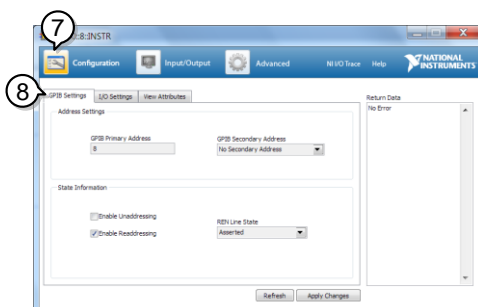 7
:8:INSTR
Configuration Input/Output Advanced NI I/O Trace Help NATIONAL INSTRUMENTS
8
GPIB Settings I/O Settings View Attributes
Return Data
No Error
Address Settings
GPIB Primary Address GPIB Secondary Address
8 No Secondary Address
State Information
Enable Unaddressing
REN Line State
Enable Readdressing Asserted
Refresh Apply Changes